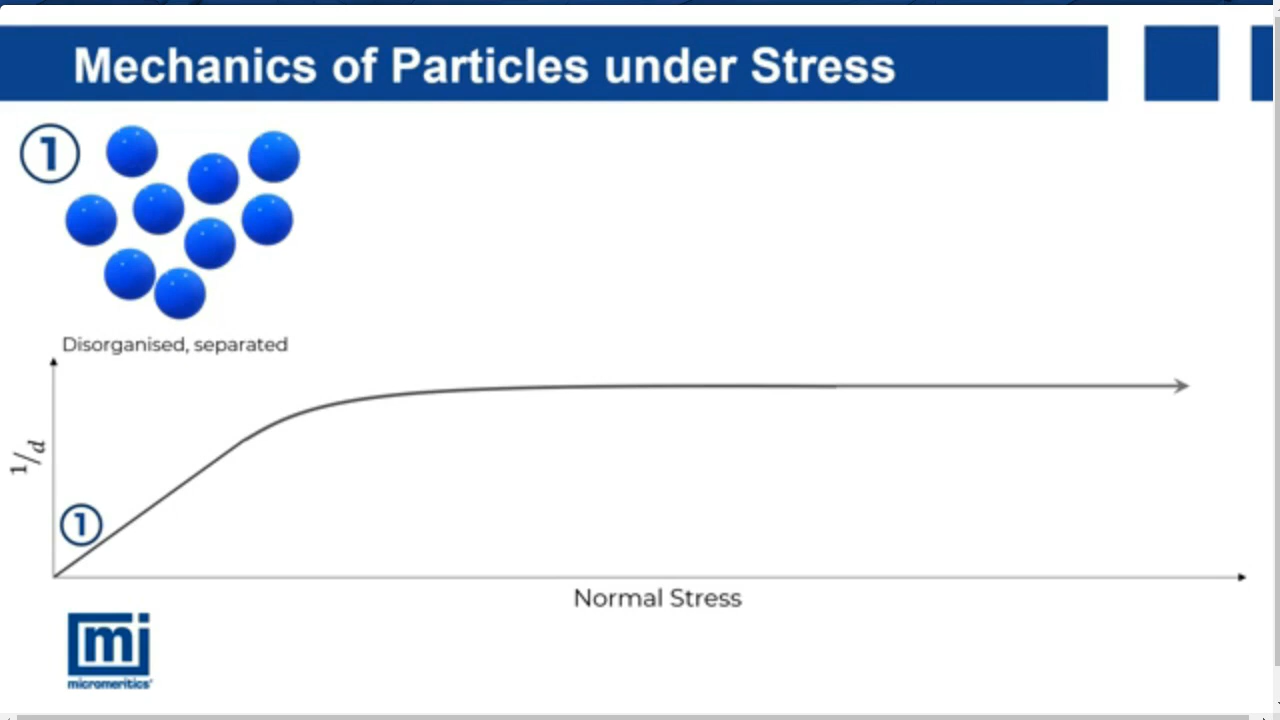 Mechanics of Particles under Stress
1
Disorganised, separated
1/d
1
Normal Stress
mi
micromeritics®